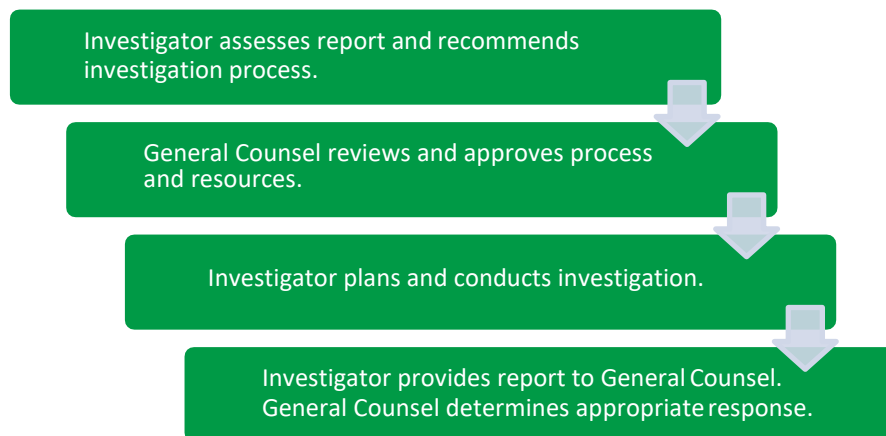 Investigator assesses report and recommends
investigation process.
General Counsel reviews and approves process
and resources.
Investigator plans and conducts investigation.
Investigator provides report to General Counsel.
General Counsel determines appropriate response.